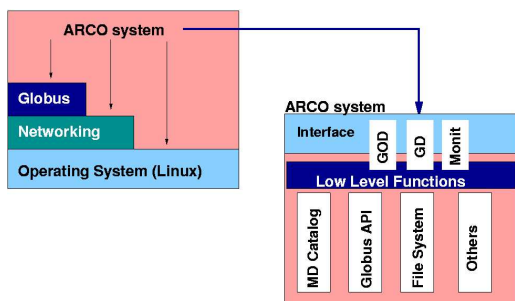 ARCO system
Globus
Networking
Operating System (Linux)
ARCO system
Interface
GOD
GD
Monit
Low Level Functions
MD Catalog
Globus API
File System
Others